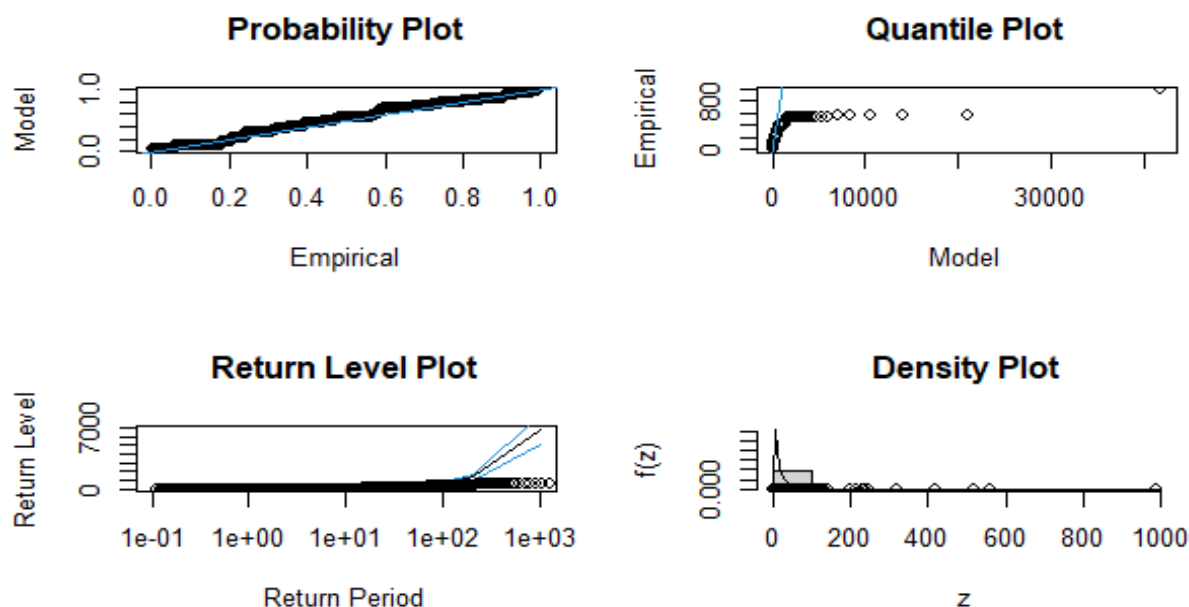 Probability Plot
Model
0.0 1.0
0.0 0.2 0.4 0.6 0.8 1.0
Empirical
Quantile Plot
Empirical
0 800
0 10000 30000
Model
Return Level Plot
Return Level
0 7000
1e-01 1e+00 1e+01 1e+02 1e+03
Return Period
Density Plot
f(z)
0.000
0 200 400 600 800 1000
z